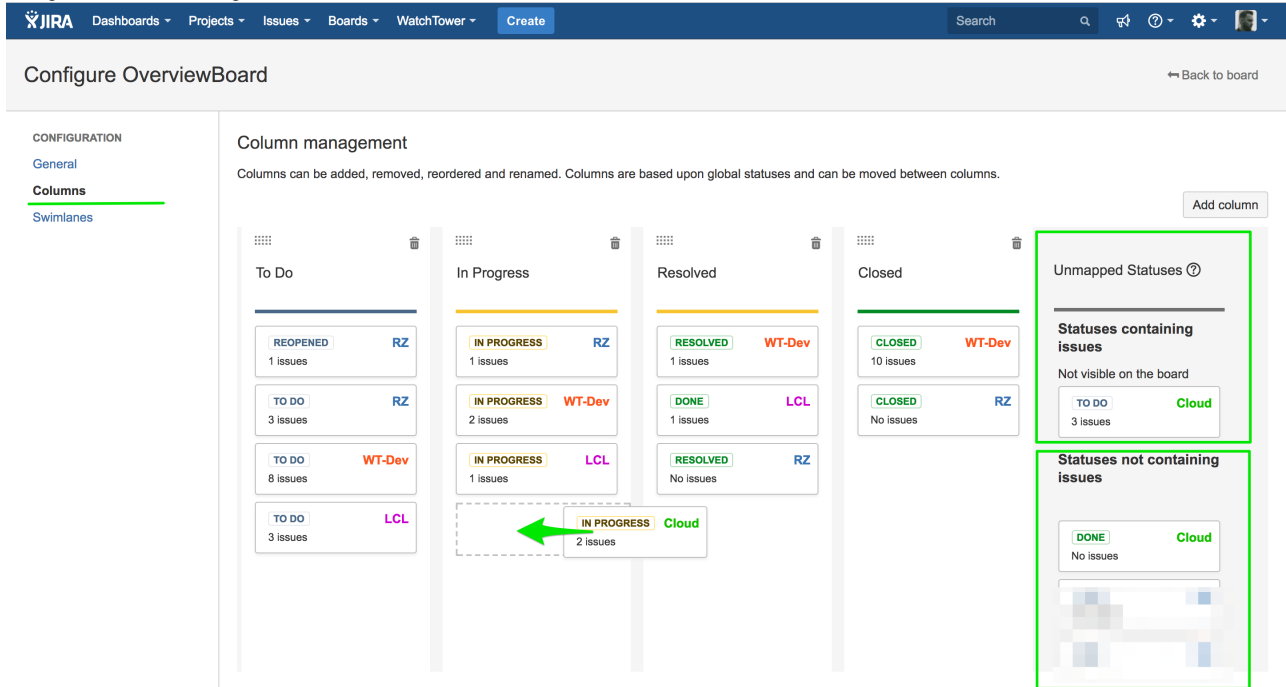 JIRA Dashboards Projects Issues Boards WatchTower Create Search
Configure OverviewBoard
Back to board
CONFIGURATION
General
Columns
Swimlanes
Column management
Columns can be added, removed, reordered and renamed. Columns are based upon global statuses and can be moved between columns.
Add column
To Do
REOPENED RZ
1 issues
TO DO RZ
3 issues
TO DO WT-Dev
8 issues
TO DO LCL
3 issues
In Progress
IN PROGRESS RZ
1 issues
IN PROGRESS WT-Dev
2 issues
IN PROGRESS LCL
1 issues
IN PROGRESS Cloud
2 issues
Resolved
RESOLVED WT-Dev
1 issues
DONE LCL
1 issues
RESOLVED RZ
No issues
Closed
CLOSED WT-Dev
10 issues
CLOSED RZ
No issues
Unmapped Statuses
Statuses containing
issues
Not visible on the board
TO DO Cloud
3 issues
Statuses not containing
issues
DONE Cloud
No issues